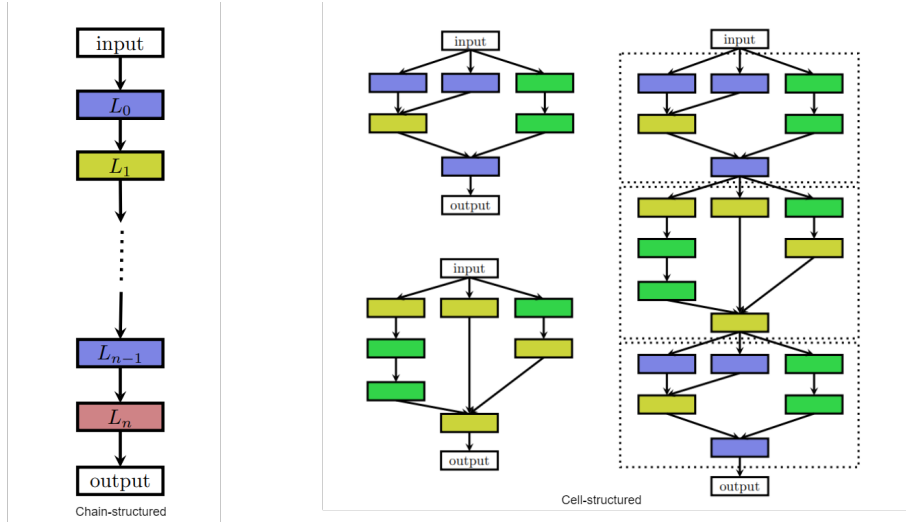 input
L₀
L₁
Lₙ₋₁
Lₙ
output
Chain-structured
input
output
input
output
input
output
Cell-structured